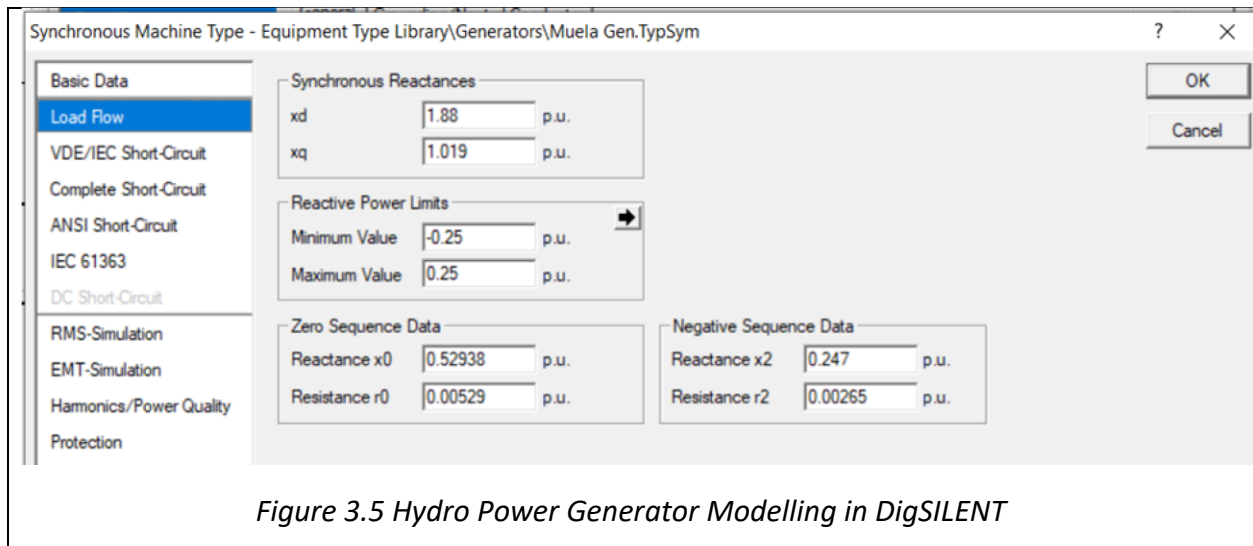 Synchronous Machine Type - Equipment Type Library\Generators\Muela Gen.TypSym ? ×
Basic Data
Load Flow
VDE/IEC Short-Circuit
Complete Short-Circuit
ANSI Short-Circuit
IEC 61363
DC Short-Circuit
RMS-Simulation
EMT-Simulation
Harmonics/Power Quality
Protection
Synchronous Reactances
xd 1.88 p.u.
xq 1.019 p.u.
Reactive Power Limits
Minimum Value -0.25 p.u.
Maximum Value 0.25 p.u.
Zero Sequence Data
Reactance x0 0.52938 p.u.
Resistance r0 0.00529 p.u.
Negative Sequence Data
Reactance x2 0.247 p.u.
Resistance r2 0.00265 p.u.
OK
Cancel
Figure 3.5 Hydro Power Generator Modelling in DigSILENT